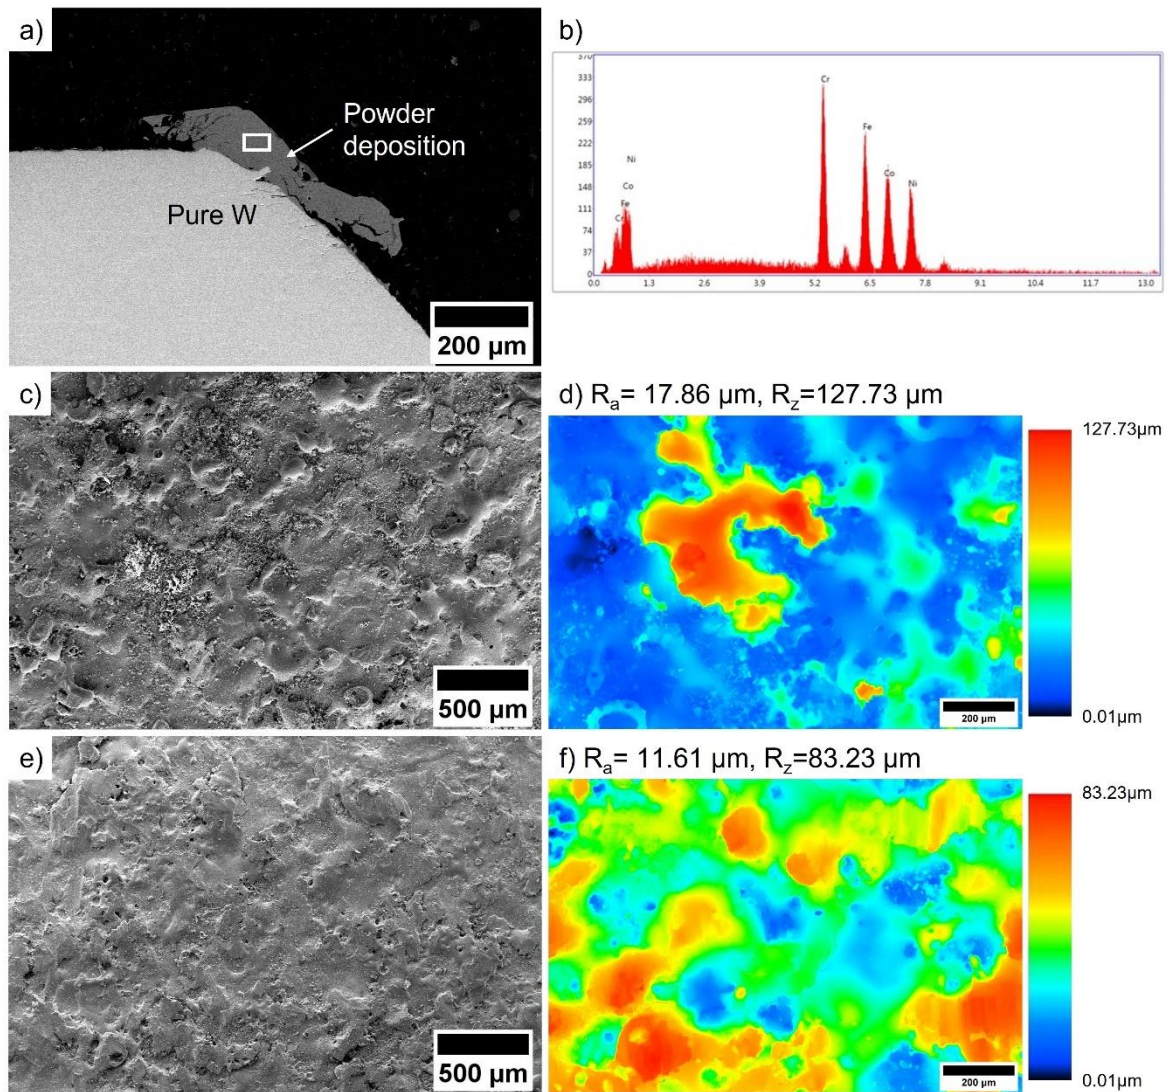 a)
Powder
deposition
Pure W
200 µm
b)
370
333
296
259
222
185
148
111
74
37
0
Cr
Fe
Co
Ni
Ni
Co
Fe
0.0 1.3 2.6 3.9 5.2 6.5 7.8 9.1 10.4 11.7 13.0
c)
500 µm
d) Ra= 17.86 µm, Rz=127.73 µm
127.73µm
0.01µm
200 µm
e)
500 µm
f) Ra= 11.61 µm, Rz=83.23 µm
83.23µm
0.01µm
200 µm